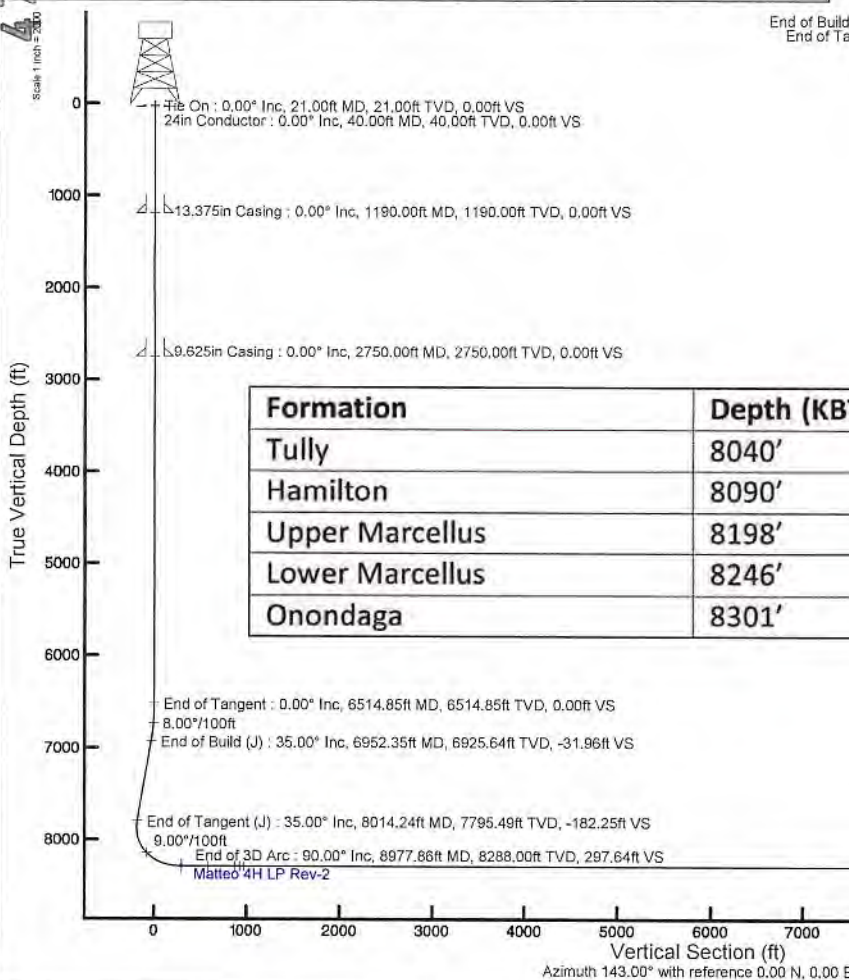 End of Build
End of Ta
Scale 1 inch = 2000
0
Tie On : 0.00° Inc, 21.00ft MD, 21.00ft TVD, 0.00ft VS
24in Conductor : 0.00° Inc, 40.00ft MD, 40.00ft TVD, 0.00ft VS
1000
13.375in Casing : 0.00° Inc, 1190.00ft MD, 1190.00ft TVD, 0.00ft VS
2000
9.625in Casing : 0.00° Inc, 2750.00ft MD, 2750.00ft TVD, 0.00ft VS
3000
True Vertical Depth (ft)
Formation Depth (KBT
Tully 8040'
Hamilton 8090'
Upper Marcellus 8198'
Lower Marcellus 8246'
Onondaga 8301'
4000
5000
6000
End of Tangent : 0.00° Inc, 6514.85ft MD, 6514.85ft TVD, 0.00ft VS
8.00°/100ft
7000
End of Build (J) : 35.00° Inc, 6952.35ft MD, 6925.64ft TVD, -31.96ft VS
End of Tangent (J) : 35.00° Inc, 8014.24ft MD, 7795.49ft TVD, -182.25ft VS
8000
9.00°/100ft
End of 3D Arc : 90.00° Inc, 8977.86ft MD, 8288.00ft TVD, 297.64ft VS
Matteo 4H LP Rev-2
0 1000 2000 3000 4000 5000 6000 7000
Vertical Section (ft)
Azimuth 143.00° with reference 0.00 N, 0.00 E